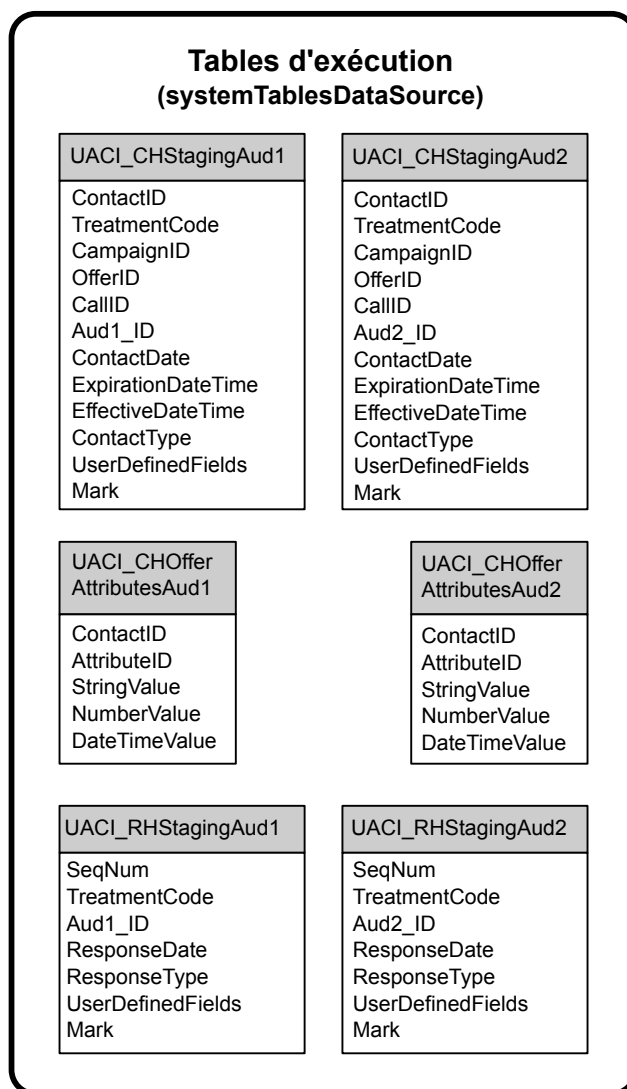 Tables d'exécution
(systemTablesDataSource)
UACI_CHStagingAud1
ContactID
TreatmentCode
CampaignID
OfferID
CallID
Aud1_ID
ContactDate
ExpirationDateTime
EffectiveDateTime
ContactType
UserDefinedFields
Mark
UACI_CHStagingAud2
ContactID
TreatmentCode
CampaignID
OfferID
CallID
Aud2_ID
ContactDate
ExpirationDateTime
EffectiveDateTime
ContactType
UserDefinedFields
Mark
UACI_CHOffer
AttributesAud1
ContactID
AttributeID
StringValue
NumberValue
DateTimeValue
UACI_CHOffer
AttributesAud2
ContactID
AttributeID
StringValue
NumberValue
DateTimeValue
UACI_RHStagingAud1
SeqNum
TreatmentCode
Aud1_ID
ResponseDate
ResponseType
UserDefinedFields
Mark
UACI_RHStagingAud2
SeqNum
TreatmentCode
Aud2_ID
ResponseDate
ResponseType
UserDefinedFields
Mark